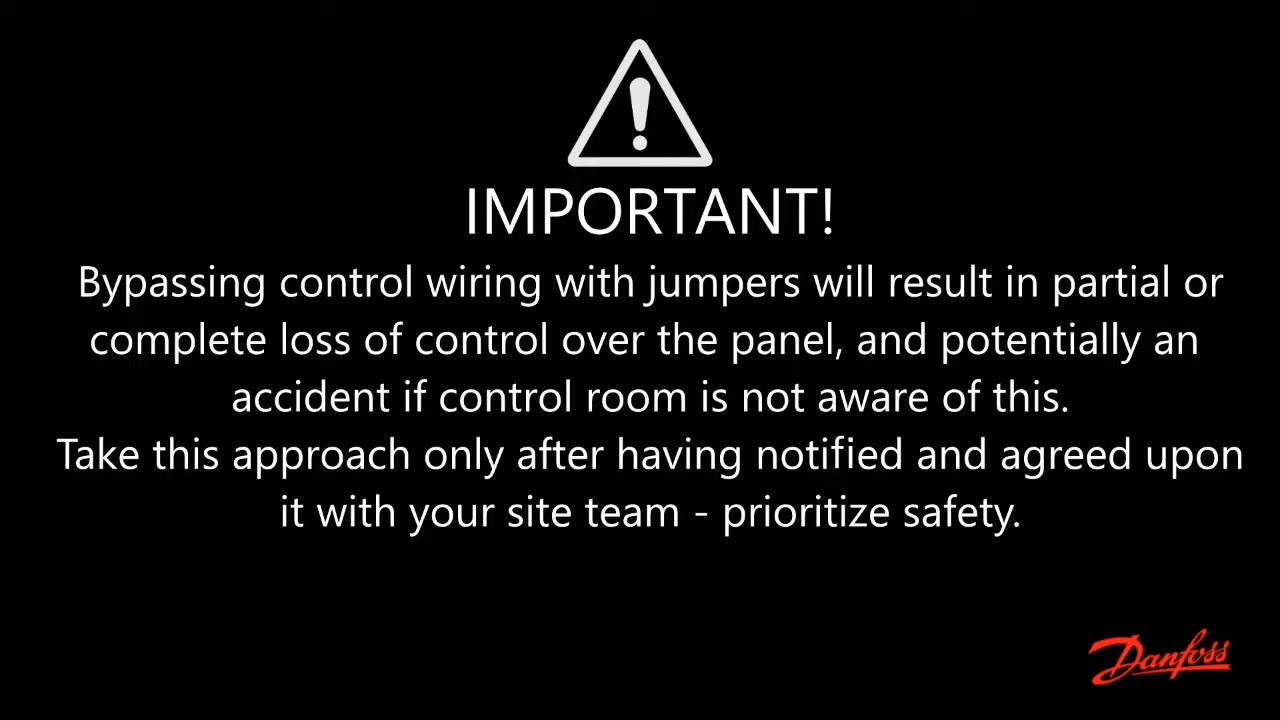 IMPORTANT!
Bypassing control wiring with jumpers will result in partial or
complete loss of control over the panel, and potentially an
accident if control room is not aware of this.
Take this approach only after having notified and agreed upon
it with your site team - prioritize safety.
Danfoss